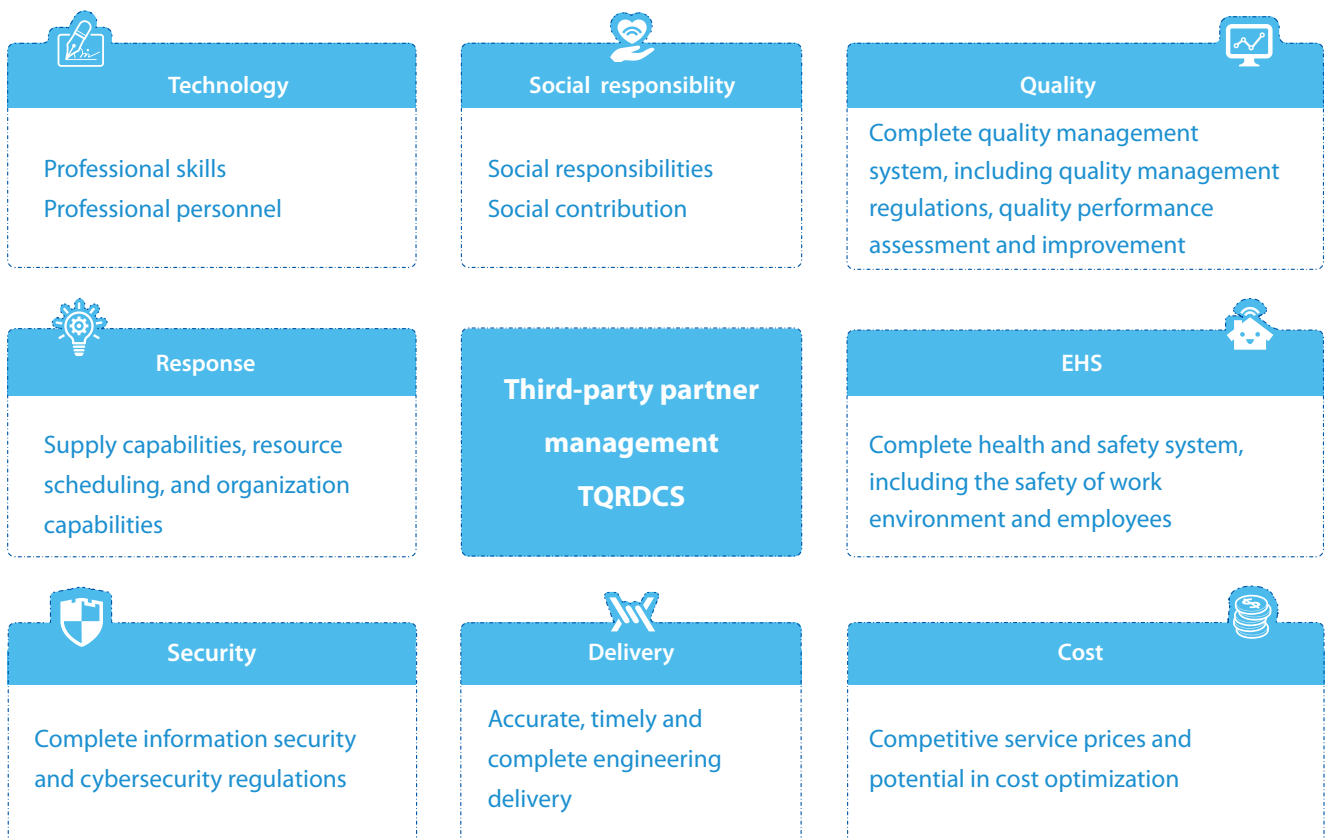 Technology
Professional skills
Professional personnel
Social responsiblity
Social responsibilities
Social contribution
Quality
Complete quality management
system, including quality management
regulations, quality performance
assessment and improvement
Response
Supply capabilities, resource
scheduling, and organization
capabilities
Third-party partner
management
TQRDCS
EHS
Complete health and safety system,
including the safety of work
environment and employees
Security
Complete information security
and cybersecurity regulations
Delivery
Accurate, timely and
complete engineering
delivery
Cost
Competitive service prices and
potential in cost optimization